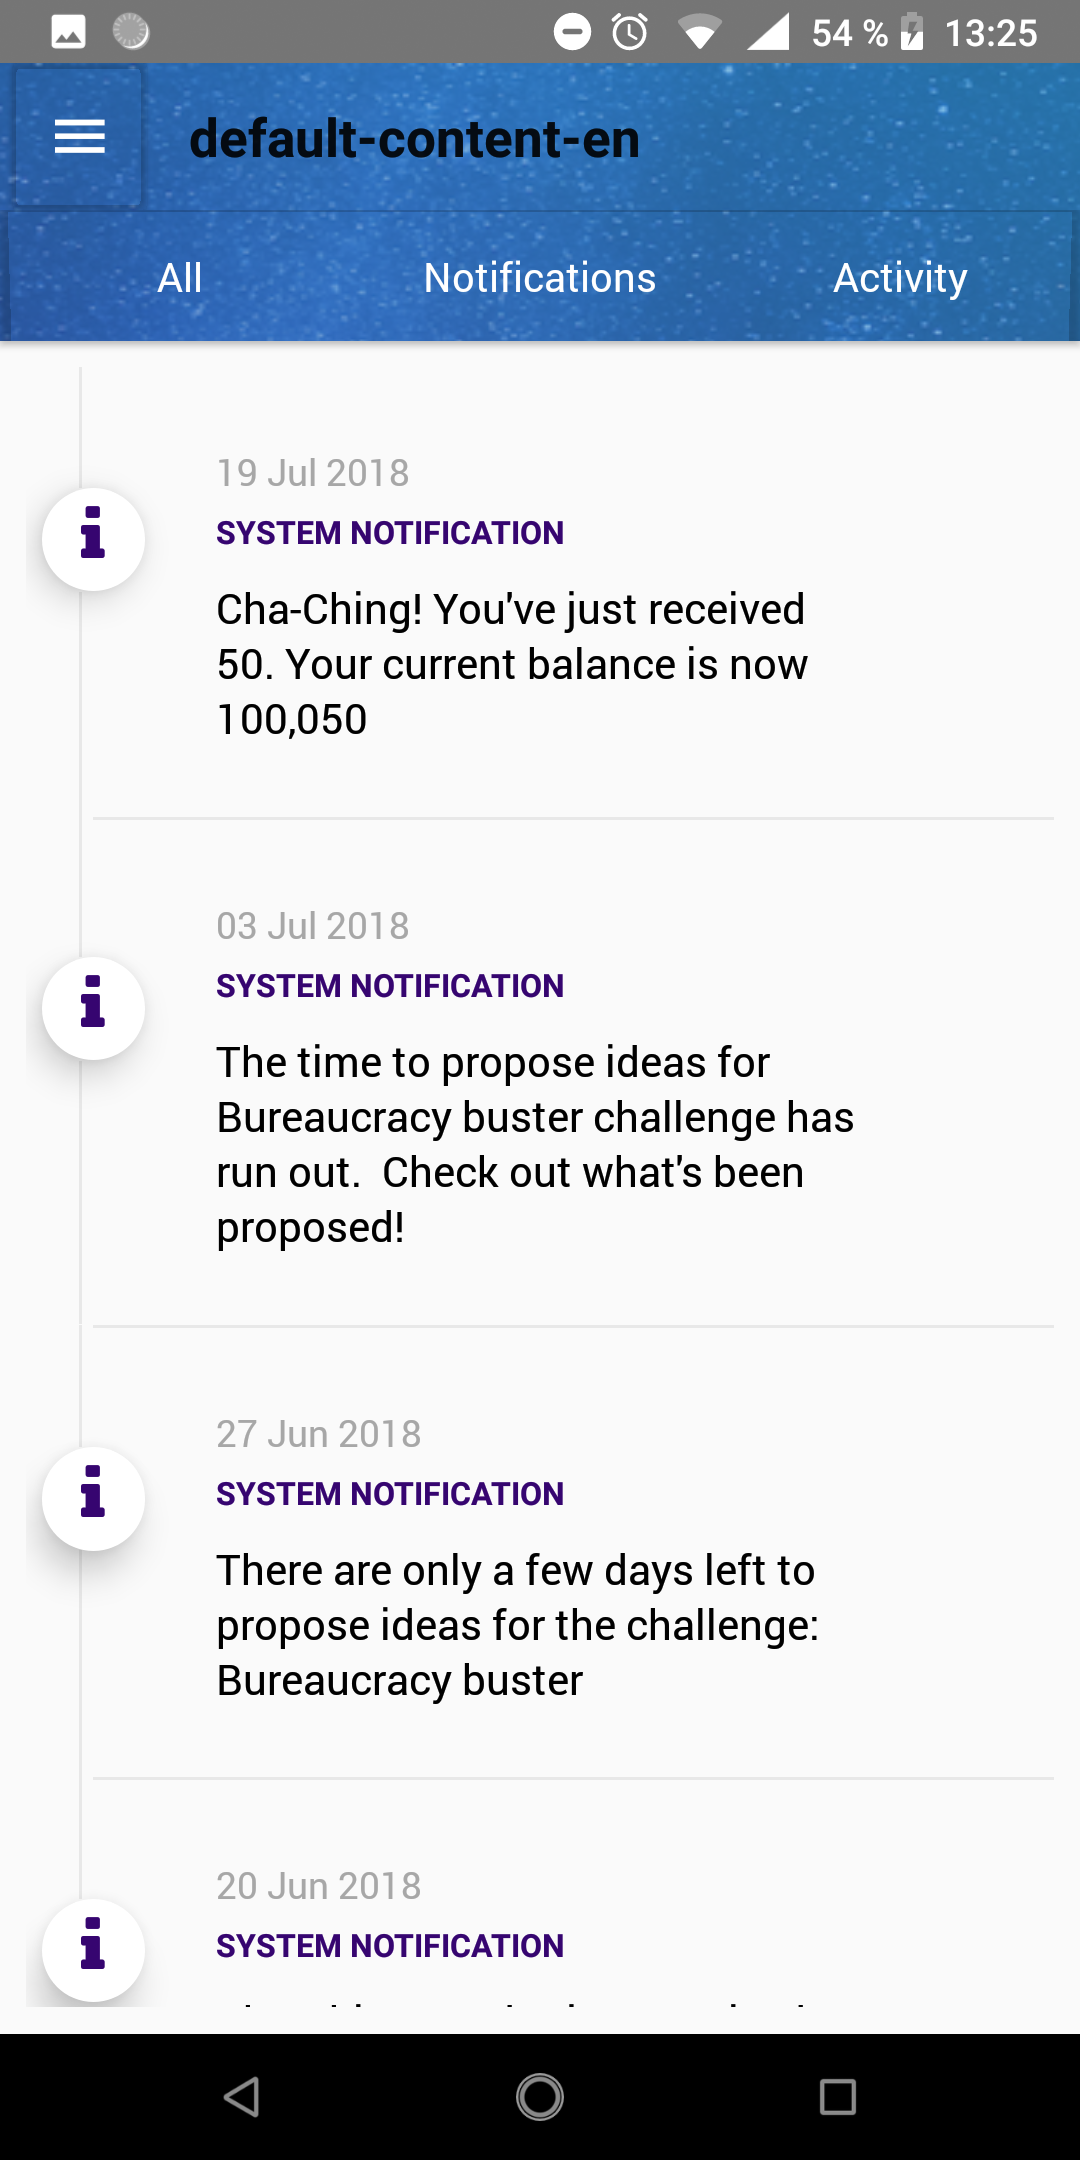 54 % 13:25
default-content-en
All Notifications Activity
19 Jul 2018
SYSTEM NOTIFICATION
Cha-Ching! You've just received
50. Your current balance is now
100,050
03 Jul 2018
SYSTEM NOTIFICATION
The time to propose ideas for
Bureaucracy buster challenge has
run out.  Check out what's been
proposed!
27 Jun 2018
SYSTEM NOTIFICATION
There are only a few days left to
propose ideas for the challenge:
Bureaucracy buster
20 Jun 2018
SYSTEM NOTIFICATION